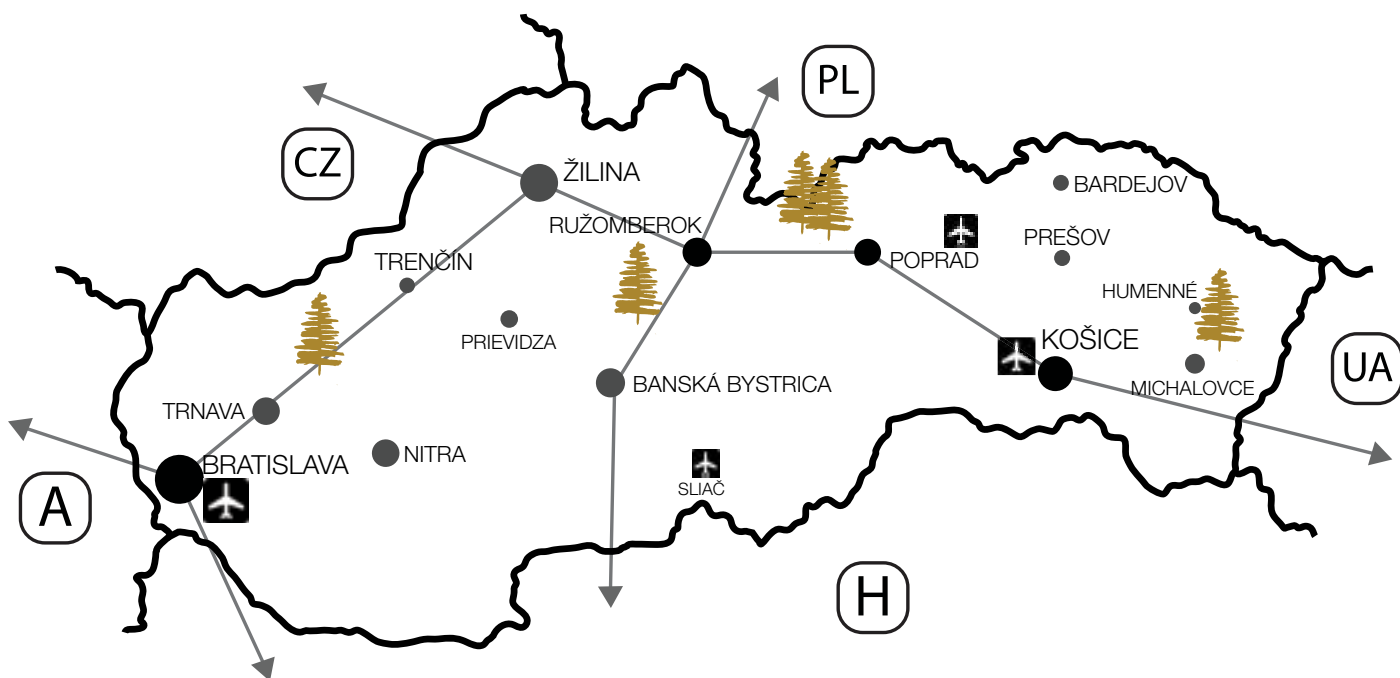 PL
CZ
ŽILINA
BARDEJOV
RUŽOMBEROK
PREŠOV
POPRAD
TRENČÍN
HUMENNÉ
PRIEVIDZA
KOŠICE
UA
BANSKÁ BYSTRICA
MICHALOVCE
TRNAVA
NITRA
BRATISLAVA
SLIAČ
A
H